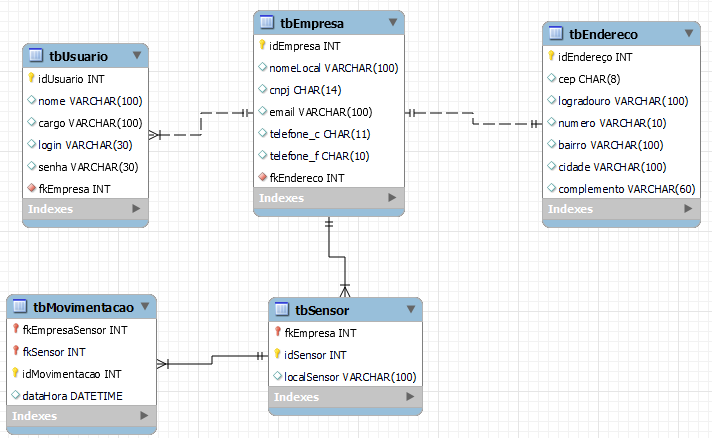 tbUsuario
idUsuario INT
nome VARCHAR(100)
cargo VARCHAR(100)
login VARCHAR(30)
senha VARCHAR(30)
fkEmpresa INT
Indexes
tbEmpresa
idEmpresa INT
nomeLocal VARCHAR(100)
cnpj CHAR(14)
email VARCHAR(100)
telefone_c CHAR(11)
telefone_f CHAR(10)
fkEndereco INT
Indexes
tbEndereco
idEndereço INT
cep CHAR(8)
logradouro VARCHAR(100)
numero VARCHAR(10)
bairro VARCHAR(100)
cidade VARCHAR(100)
complemento VARCHAR(60)
Indexes
tbMovimentacao
fkEmpresaSensor INT
fkSensor INT
idMovimentacao INT
dataHora DATETIME
Indexes
tbSensor
fkEmpresa INT
idSensor INT
localSensor VARCHAR(100)
Indexes